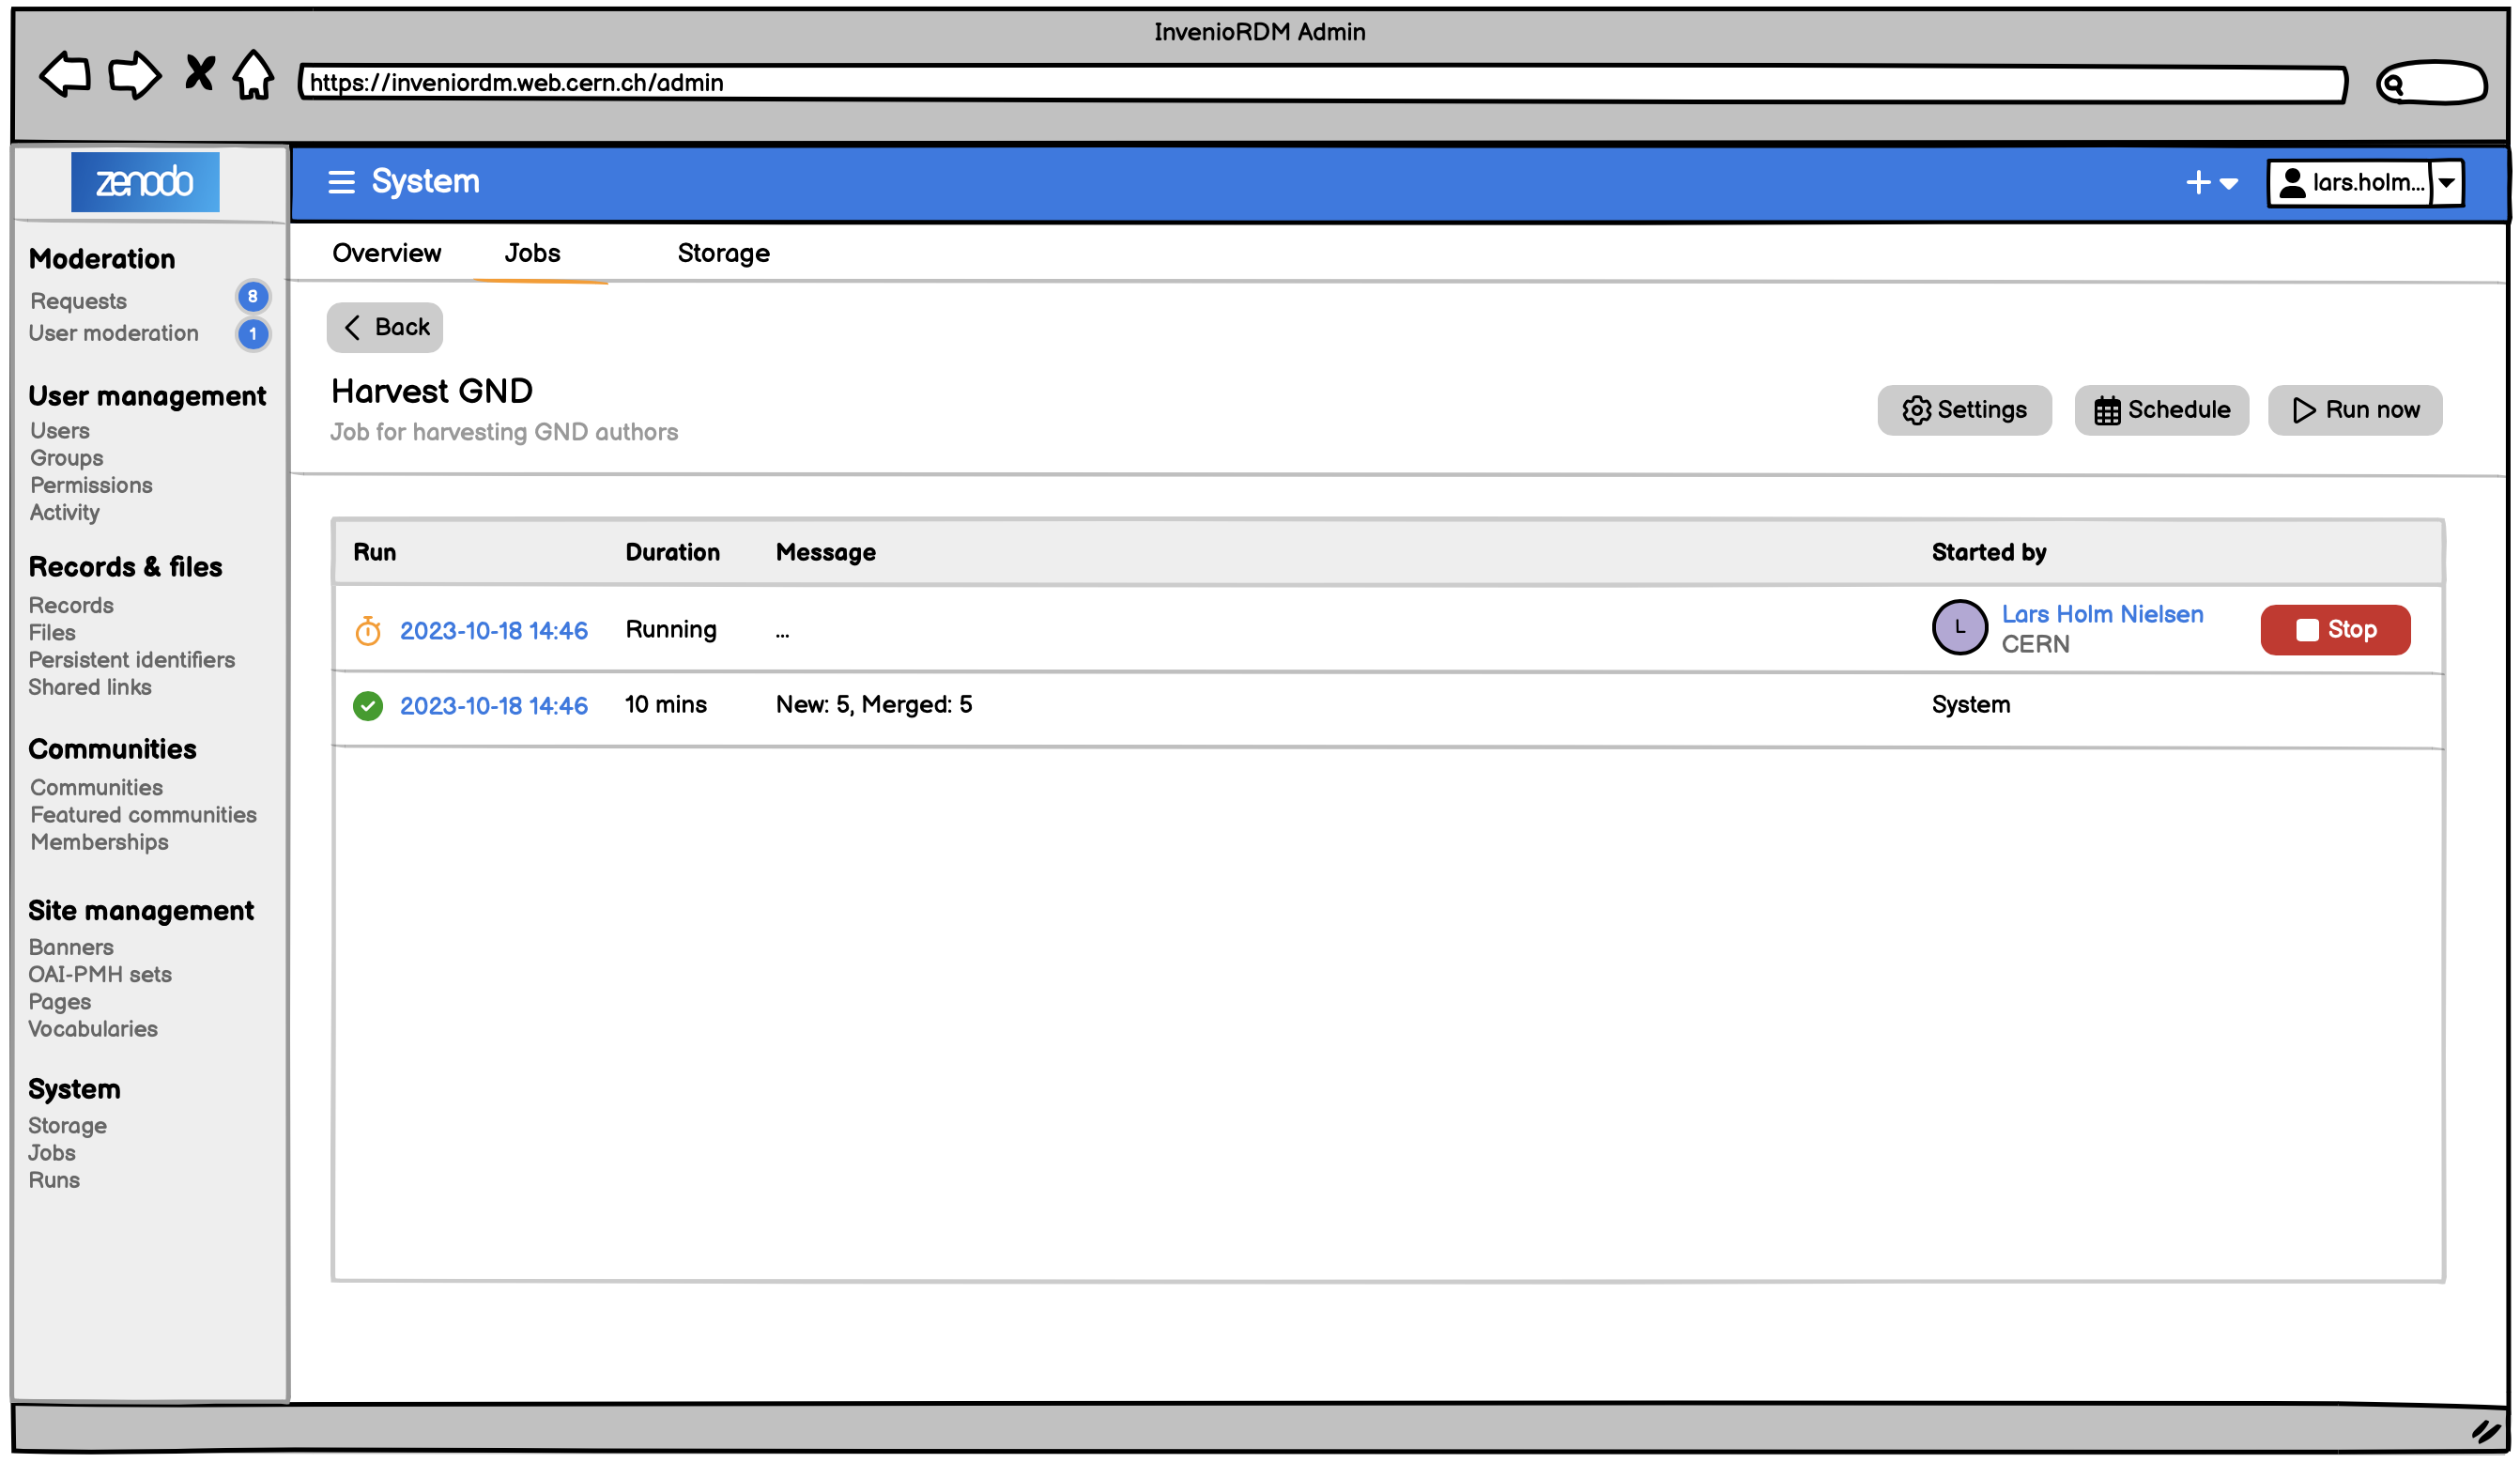 InvenioRDM Admin
https://inveniordm.web.cern.ch/admin
zenodo
System
lars.holm...
Moderation
Requests 8
User moderation 1
User management
Users
Groups
Permissions
Activity
Records & files
Records
Files
Persistent identifiers
Shared links
Communities
Communities
Featured communities
Memberships
Site management
Banners
OAI-PMH sets
Pages
Vocabularies
System
Storage
Jobs
Runs
Overview Jobs Storage
Back
Harvest GND
Job for harvesting GND authors
Settings Schedule Run now
Run Duration Message Started by
2023-10-18 14:46 Running ... L Lars Holm Nielsen Stop
CERN
2023-10-18 14:46 10 mins New: 5, Merged: 5 System